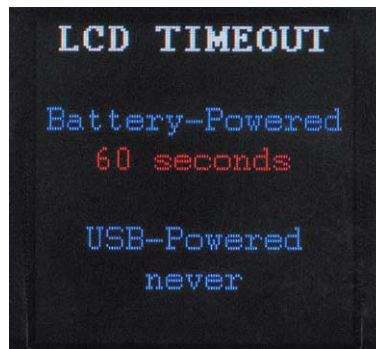 LCD TIMEOUT
Battery-Powered
60 seconds
USB-Powered
never